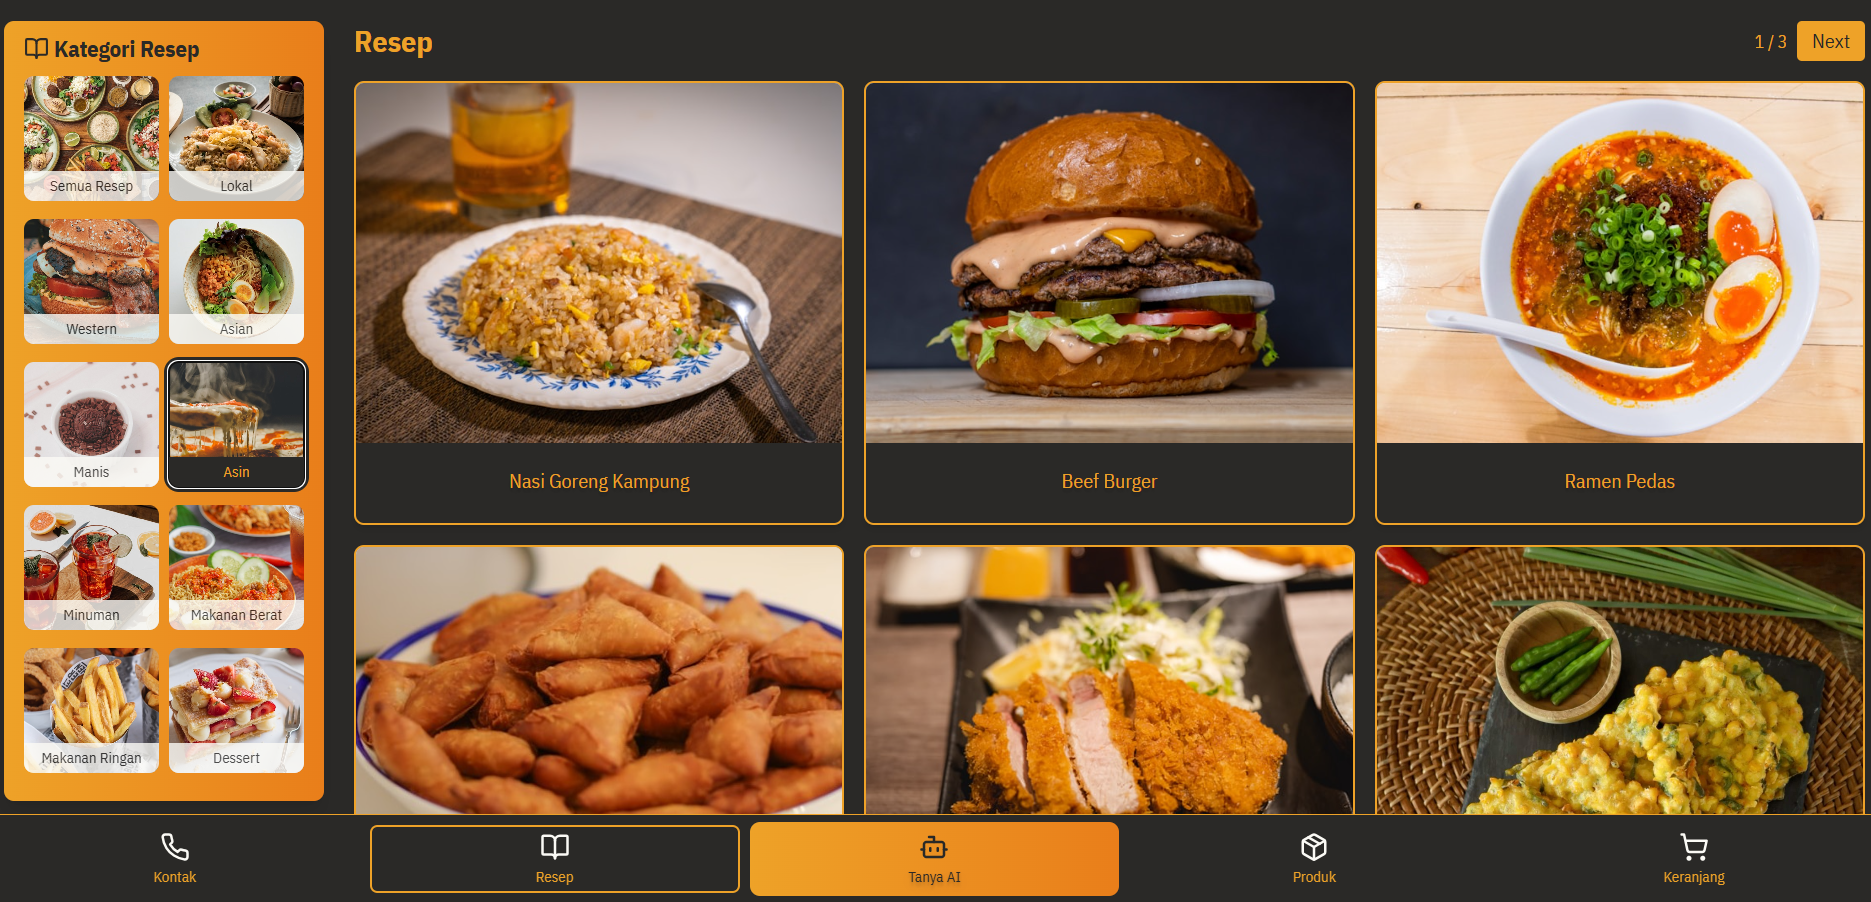 Kategori Resep
Semua Resep
Lokal
Western
Asian
Manis
Asin
Minuman
Makanan Berat
Makanan Ringan
Dessert
Resep
1 / 3
Next
Nasi Goreng Kampung
Beef Burger
Ramen Pedas
Kontak
Resep
Tanya AI
Produk
Keranjang